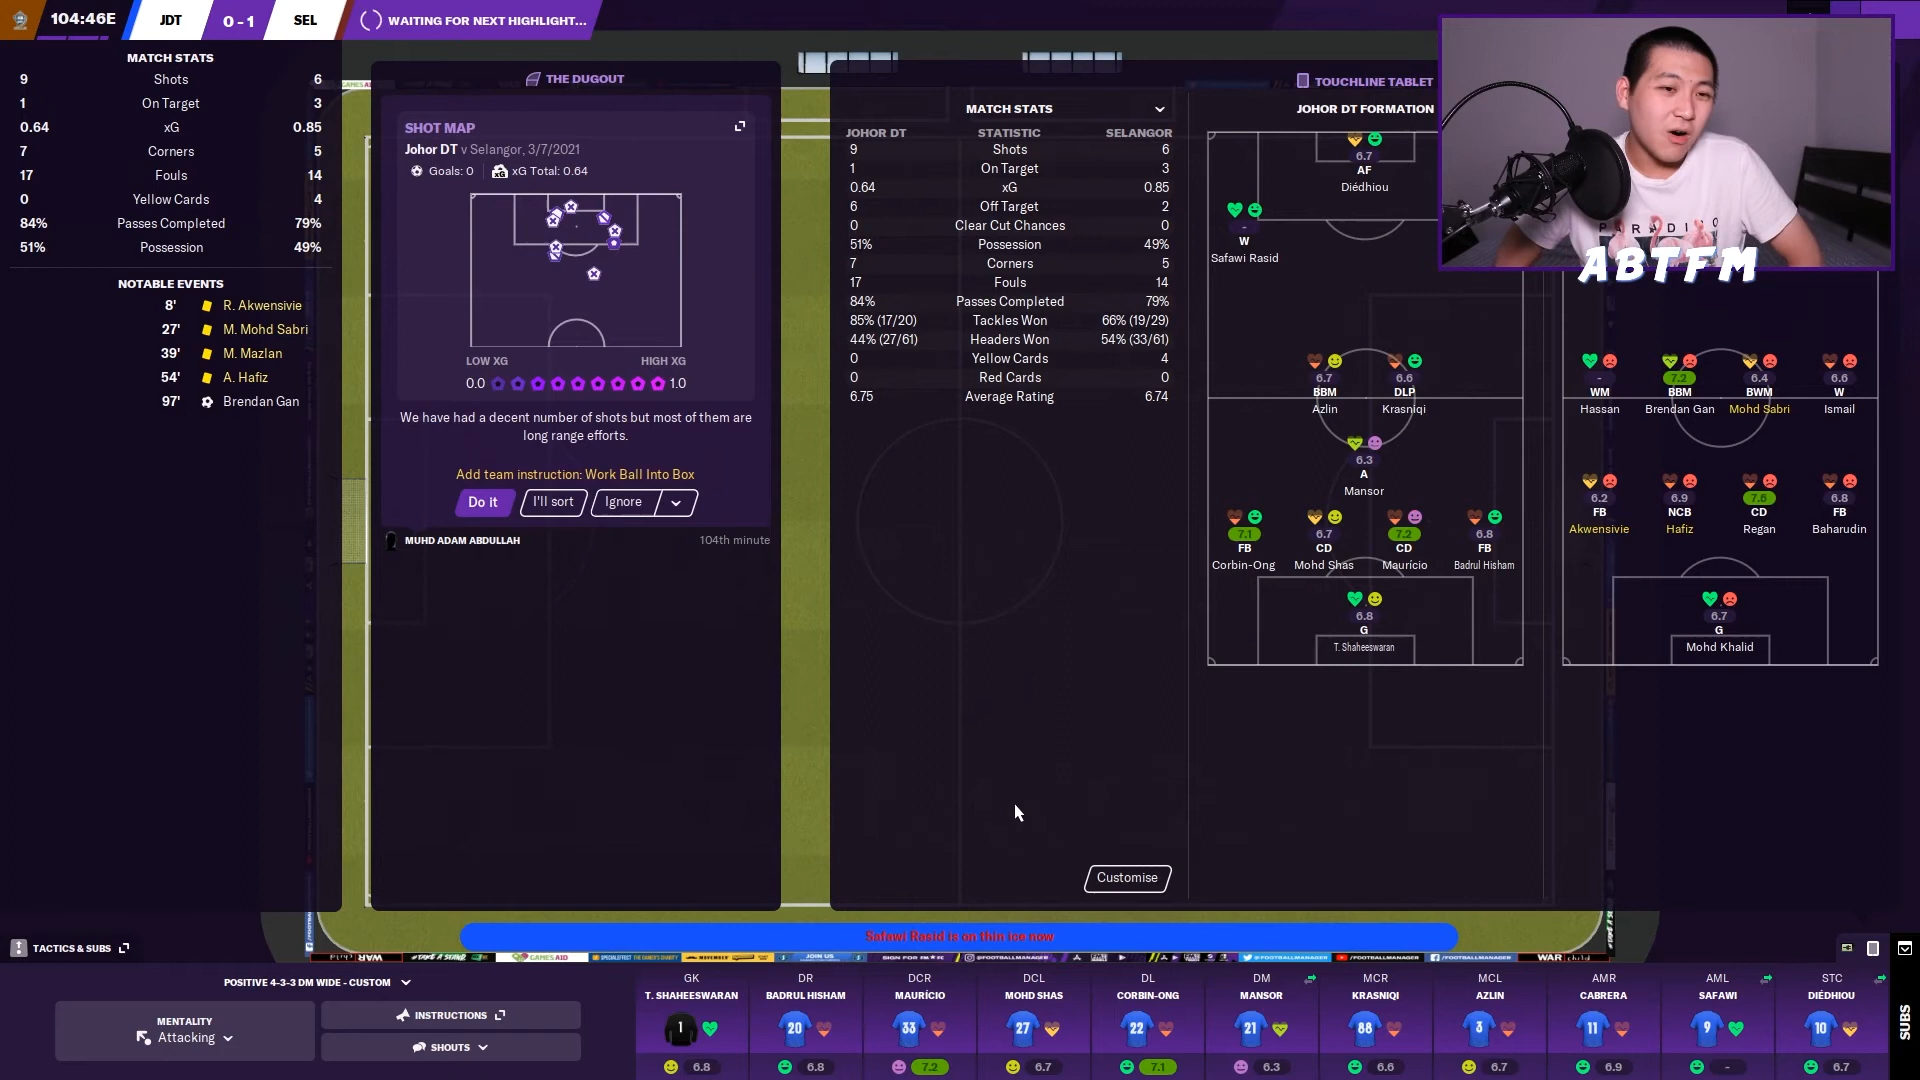 104:46E JDT 0 - 1 SEL WAITING FOR NEXT HIGHLIGHT...
MATCH STATS
9 Shots 6
1 On Target 3
0.64 xG 0.85
7 Corners 5
17 Fouls 14
0 Yellow Cards 4
84% Passes Completed 79%
51% Possession 49%
NOTABLE EVENTS
8' R. Akwensivie
27' M. Mohd Sabri
39' M. Mazlan
54' A. Hafiz
97' Brendan Gan
THE DUGOUT
SHOT MAP
Johor DT v Selangor, 3/7/2021
Goals: 0 xG xG Total: 0.64
LOW XG HIGH XG
0.0 1.0
We have had a decent number of shots but most of them are
long range efforts.
Add team instruction: Work Ball Into Box
Do it I'll sort Ignore
MUHD ADAM ABDULLAH 104th minute
TOUCHLINE TABLET
MATCH STATS
JOHOR DT STATISTIC SELANGOR
9 Shots 6
1 On Target 3
0.64 xG 0.85
6 Off Target 2
0 Clear Cut Chances 0
51% Possession 49%
7 Corners 5
17 Fouls 14
84% Passes Completed 79%
85% (17/20) Tackles Won 66% (19/29)
44% (27/61) Headers Won 54% (33/61)
0 Yellow Cards 4
0 Red Cards 0
6.75 Average Rating 6.74
Customise
JOHOR DT FORMATION
6.7
AF
Diédhiou
-
W
Safawi Rasid
6.7 6.6
BBM DLP
Azlin Krasniqi
6.3
A
Mansor
7.1 6.7 7.2 6.8
FB CD CD FB
Corbin-Ong Mohd Shas Maurício Badrul Hisham
6.8
G
T. Shaheeswaran
PARADISO
ABTFM
- 7.2 6.4 6.6
WM BBM BWM W
Hassan Brendan Gan Mohd Sabri Ismail
6.2 6.9 7.6 6.8
FB NCB CD FB
Akwensivie Hafiz Regan Baharudin
6.7
G
Mohd Khalid
Safawi Rasid is on thin ice now
GAMES AID JOIN US SIGN FOR @FOOTBALLMANAGER @FOOTBALLMANAGER /FOOTBALLMANAGER /FOOTBALLMANAGER WAR child
TACTICS & SUBS
POSITIVE 4-3-3 DM WIDE - CUSTOM
MENTALITY
Attacking
INSTRUCTIONS
SHOUTS
GK DR DCR DCL DL DM MCR MCL AMR AML STC
T. SHAHEESWARAN BADRUL HISHAM MAURÍCIO MOHD SHAS CORBIN-ONG MANSOR KRASNIQI AZLIN CABRERA SAFAWI DIÉDHIOU
1 20 33 27 22 21 88 3 11 9 10
6.8 6.8 7.2 6.7 7.1 6.3 6.6 6.7 6.9 - 6.7
SUBS